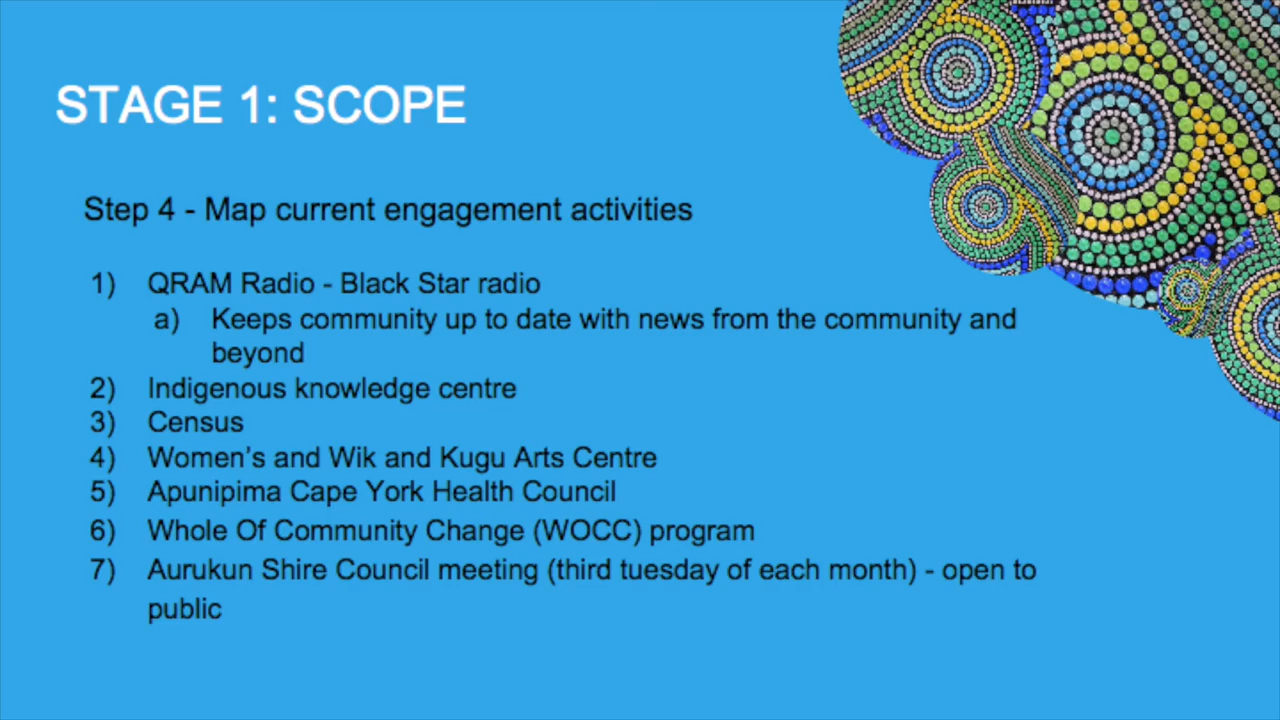 STAGE 1: SCOPE
Step 4 - Map current engagement activities
1) QRAM Radio - Black Star radio
a) Keeps community up to date with news from the community and
beyond
2) Indigenous knowledge centre
3) Census
4) Women's and Wik and Kugu Arts Centre
5) Apunipima Cape York Health Council
6) Whole Of Community Change (WOCC) program
7) Aurukun Shire Council meeting (third tuesday of each month) - open to
public